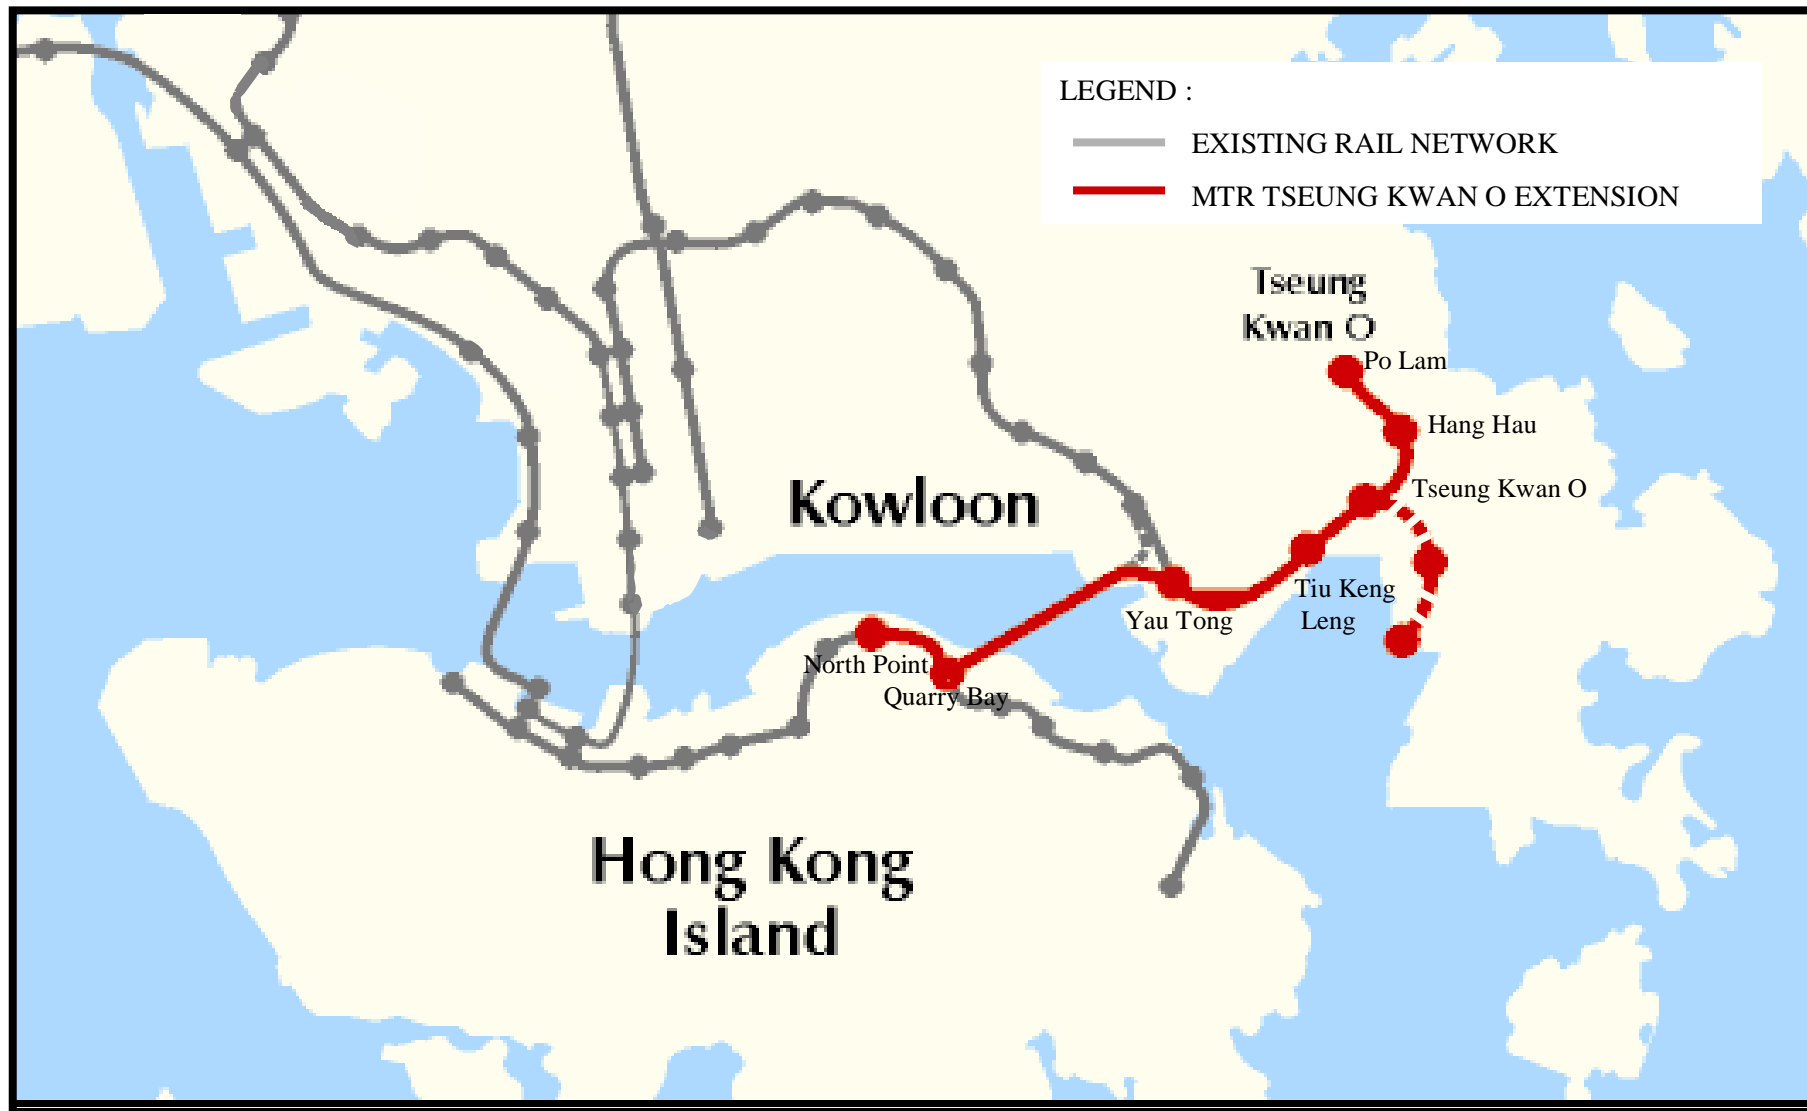 LEGEND :
EXISTING RAIL NETWORK
MTR TSEUNG KWAN O EXTENSION
Tseung
Kwan O
Po Lam
Hang Hau
Tseung Kwan O
Kowloon
Tiu Keng
Leng
Yau Tong
North Point
Quarry Bay
Hong Kong
Island